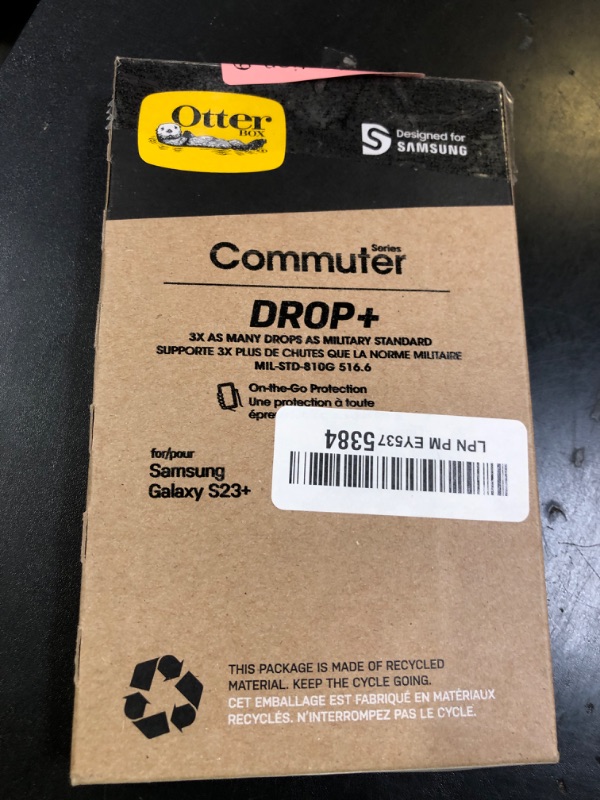 Otter
BOX
Designed for
SAMSUNG
Commuter Series
DROP+
3X AS MANY DROPS AS MILITARY STANDARD
SUPPORTE 3X PLUS DE CHUTES QUE LA NORME MILITAIRE
MIL-STD-810G 516.6
On-the-Go Protection
Une protection à toute
LPN PM EY5375384
for/pour
Samsung
Galaxy S23+
THIS PACKAGE IS MADE OF RECYCLED
MATERIAL. KEEP THE CYCLE GOING.
CET EMBALLAGE EST FABRIQUÉ EN MATÉRIAUX
RECYCLÉS. N'INTERROMPEZ PAS LE CYCLE.